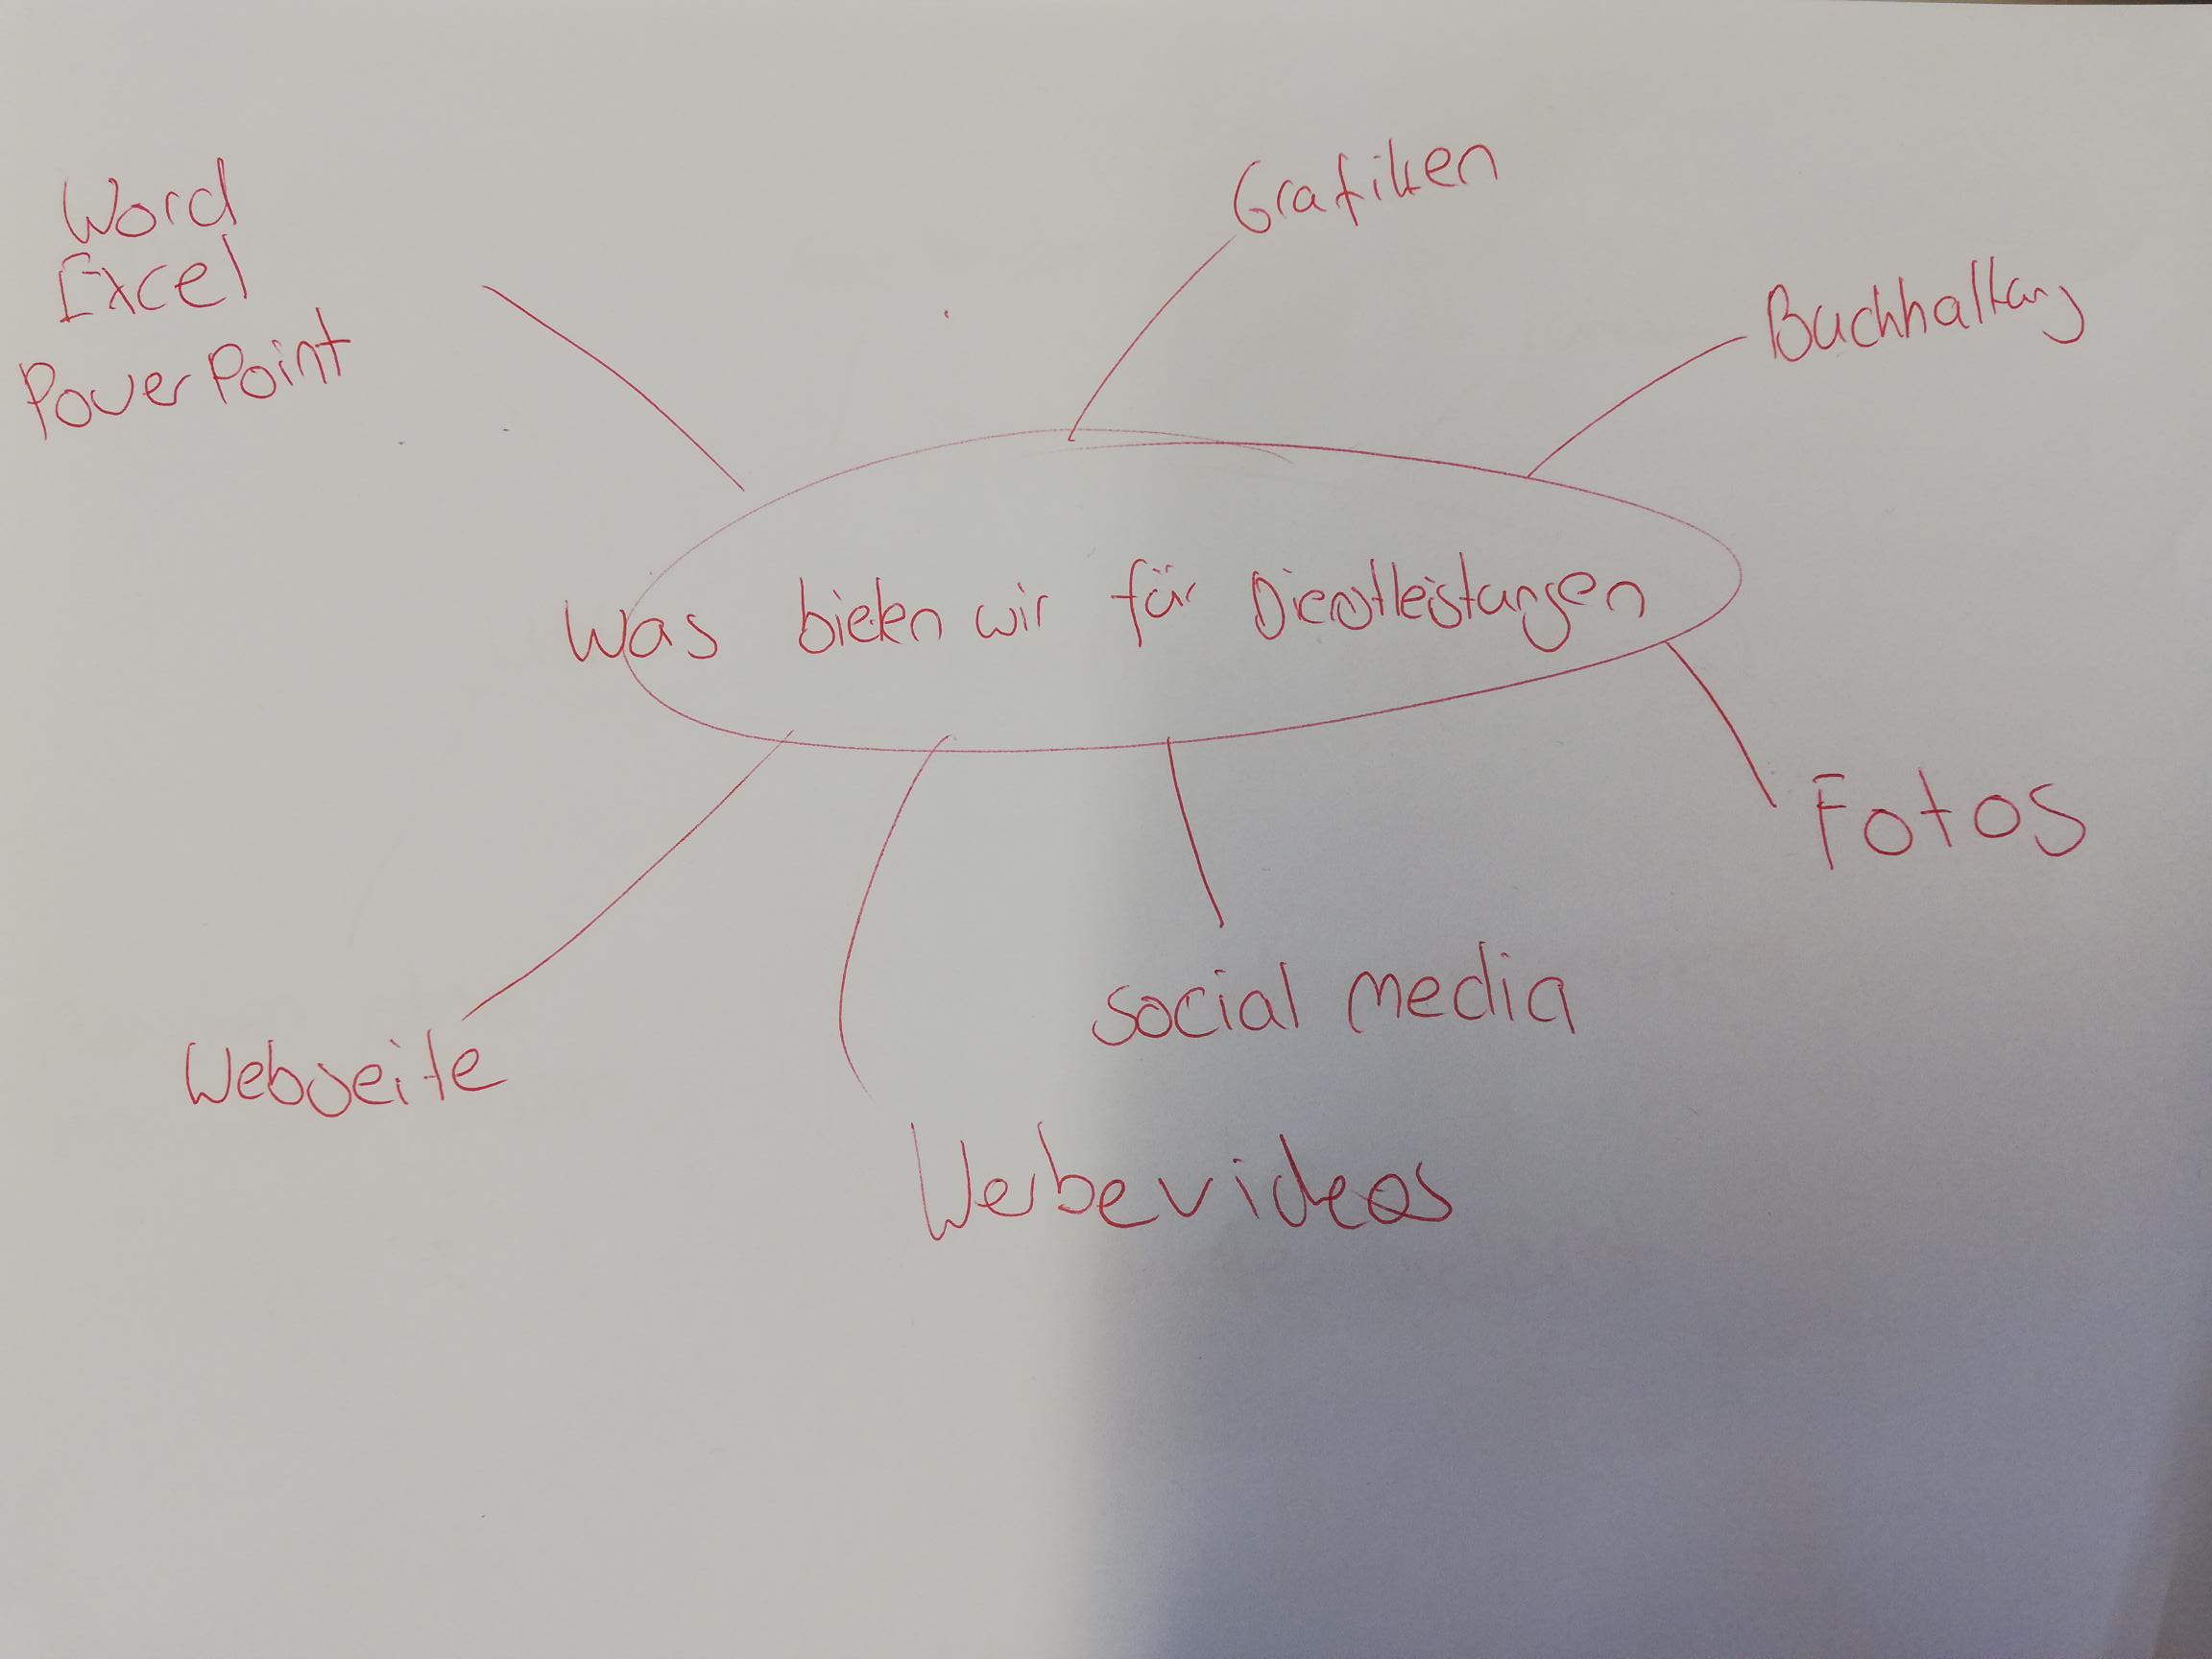 Word
Excel
PowerPoint
Grafiken
Buchhaltung
Was bieten wir für Dienstleistungen
Fotos
social media
Webseite
Werbevideos